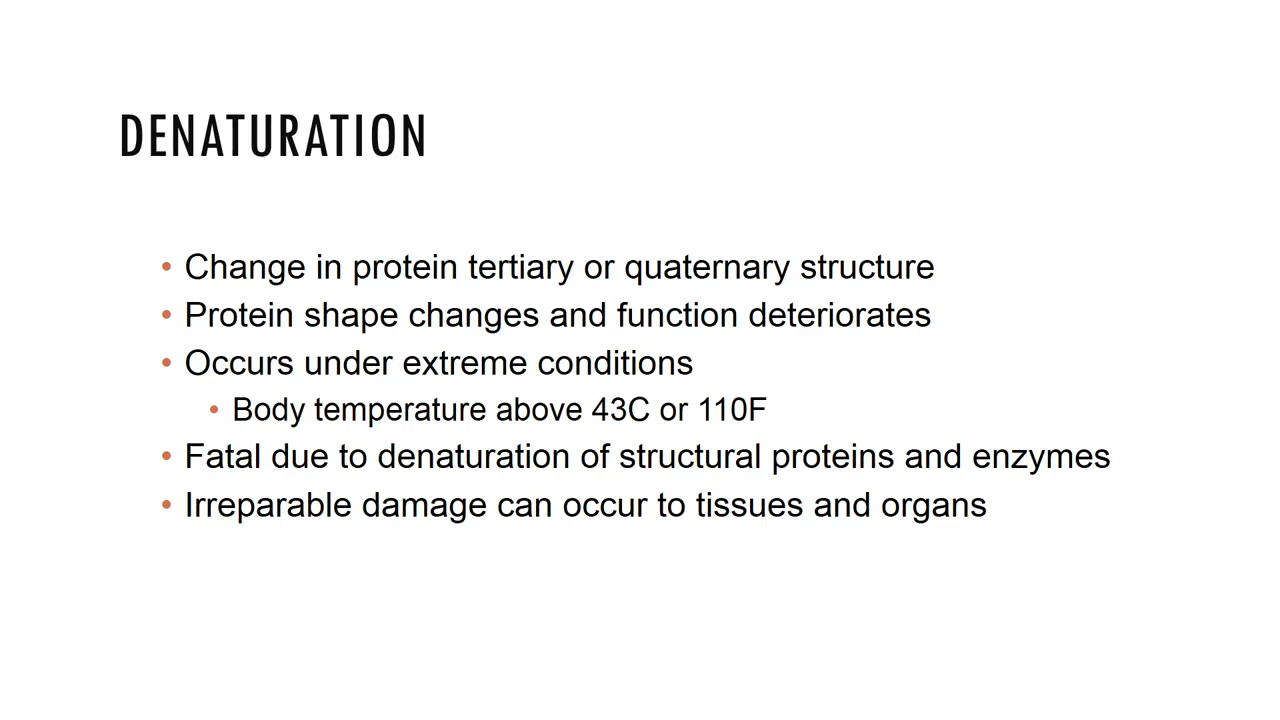 DENATURATION
• Change in protein tertiary or quaternary structure
• Protein shape changes and function deteriorates
• Occurs under extreme conditions
• Body temperature above 43C or 110F
• Fatal due to denaturation of structural proteins and enzymes
• Irreparable damage can occur to tissues and organs